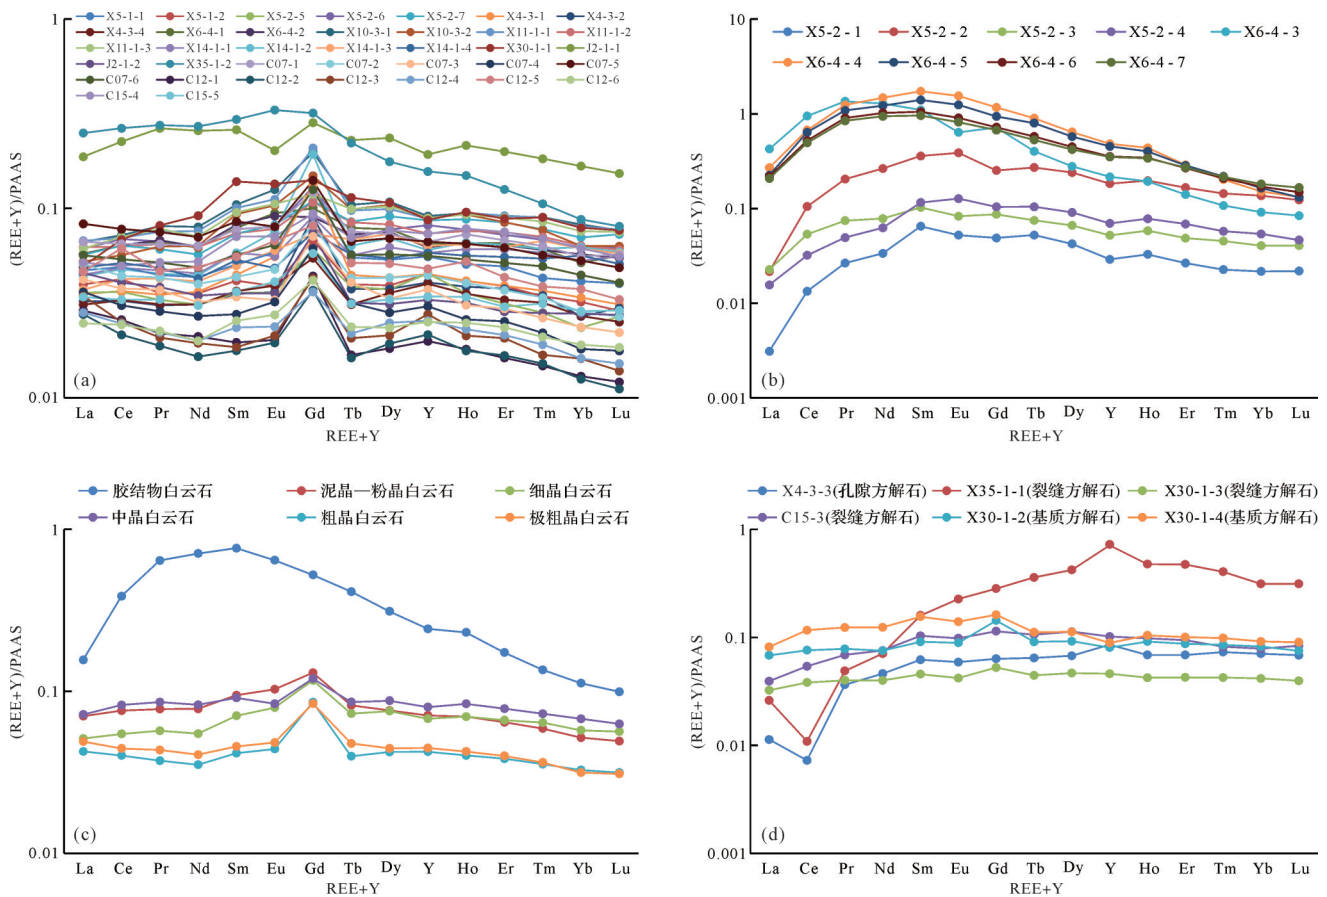 X5-1-1 X5-1-2 X5-2-5 X5-2-6 X5-2-7 X4-3-1 X4-3-2
X4-3-4 X6-4-1 X6-4-2 X10-3-1 X10-3-2 X11-1-1 X11-1-2
X11-1-3 X14-1-1 X14-1-2 X14-1-3 X14-1-4 X30-1-1 J2-1-1
J2-1-2 X35-1-2 C07-1 C07-2 C07-3 C07-4 C07-5
C07-6 C12-1 C12-2 C12-3 C12-4 C12-5 C12-6
C15-4 C15-5
1
0.1
0.01
(REE+Y)/PAAS
(a)
La Ce Pr Nd Sm Eu Gd Tb Dy Y Ho Er Tm Yb Lu
REE+Y
X5-2-1 X5-2-2 X5-2-3 X5-2-4 X6-4-3
X6-4-4 X6-4-5 X6-4-6 X6-4-7
10
1
0.1
0.01
0.001
(REE+Y)/PAAS
(b)
La Ce Pr Nd Sm Eu Gd Tb Dy Y Ho Er Tm Yb Lu
REE+Y
胶结物白云石 泥晶—粉晶白云石 细晶白云石
中晶白云石 粗晶白云石 极粗晶白云石
1
0.1
0.01
(REE+Y)/PAAS
(c)
La Ce Pr Nd Sm Eu Gd Tb Dy Y Ho Er Tm Yb Lu
REE+Y
X4-3-3(孔隙方解石) X35-1-1(裂缝方解石) X30-1-3(裂缝方解石)
C15-3(裂缝方解石) X30-1-2(基质方解石) X30-1-4(基质方解石)
1
0.1
0.01
0.001
(REE+Y)/PAAS
(d)
La Ce Pr Nd Sm Eu Gd Tb Dy Y Ho Er Tm Yb Lu
REE+Y